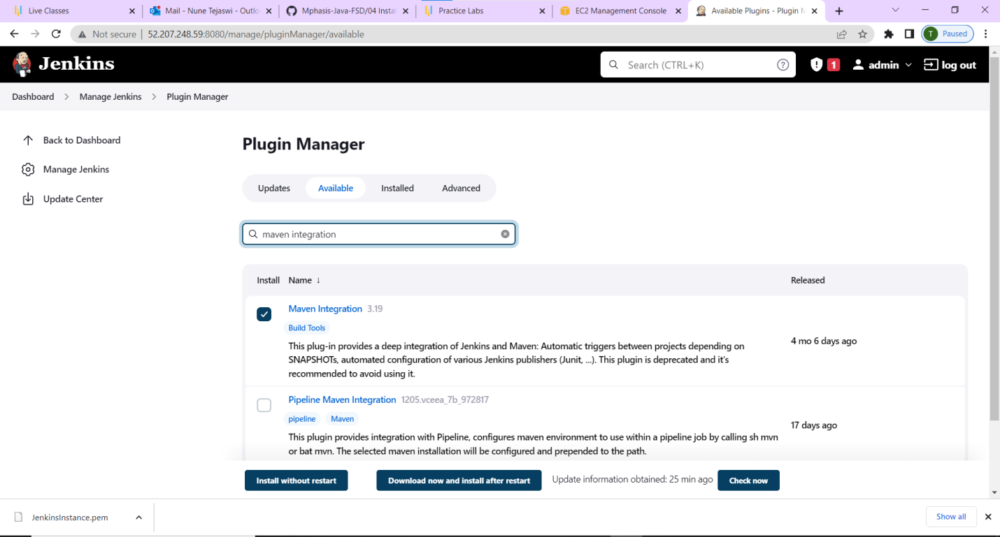 Live Classes
Mail - Nune Tejaswi - Outlo
Mphasis-Java-FSD/04 Instal
Practice Labs
EC2 Management Console
Available Plugins - Plugin M
Not secure | 52.207.248.59:8080/manage/pluginManager/available
T Paused
Jenkins
Search (CTRL+K)
1
admin
log out
Dashboard > Manage Jenkins > Plugin Manager
Back to Dashboard
Manage Jenkins
Update Center
Plugin Manager
Updates Available Installed Advanced
maven integration
Install Name ↓ Released
Maven Integration 3.19
Build Tools
This plug-in provides a deep integration of Jenkins and Maven: Automatic triggers between projects depending on
SNAPSHOTs, automated configuration of various Jenkins publishers (Junit, ...). This plugin is deprecated and it's
recommended to avoid using it.
4 mo 6 days ago
Pipeline Maven Integration 1205.vceea_7b_972817
pipeline Maven
This plugin provides integration with Pipeline, configures maven environment to use within a pipeline job by calling sh mvn
or bat mvn. The selected maven installation will be configured and prepended to the path.
17 days ago
Install without restart
Download now and install after restart
Update information obtained: 25 min ago
Check now
JenkinsInstance.pem
Show all